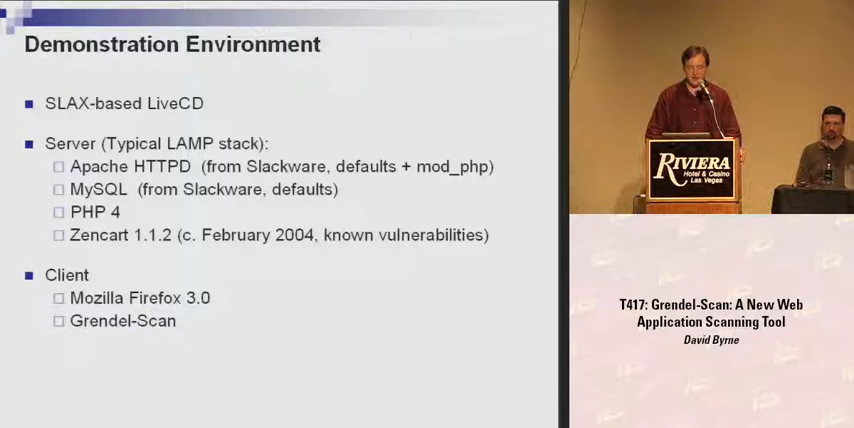 Demonstration Environment
SLAX-based LiveCD
Server (Typical LAMP stack):
Apache HTTPD (from Slackware, defaults + mod_php)
MySQL (from Slackware, defaults)
PHP 4
Zencart 1.1.2 (c. February 2004, known vulnerabilities)
Client
Mozilla Firefox 3.0
Grendel-Scan
RIVIERA
Hotel & Casino
Las Vegas
T417: Grendel-Scan: A New Web
Application Scanning Tool
David Byrne